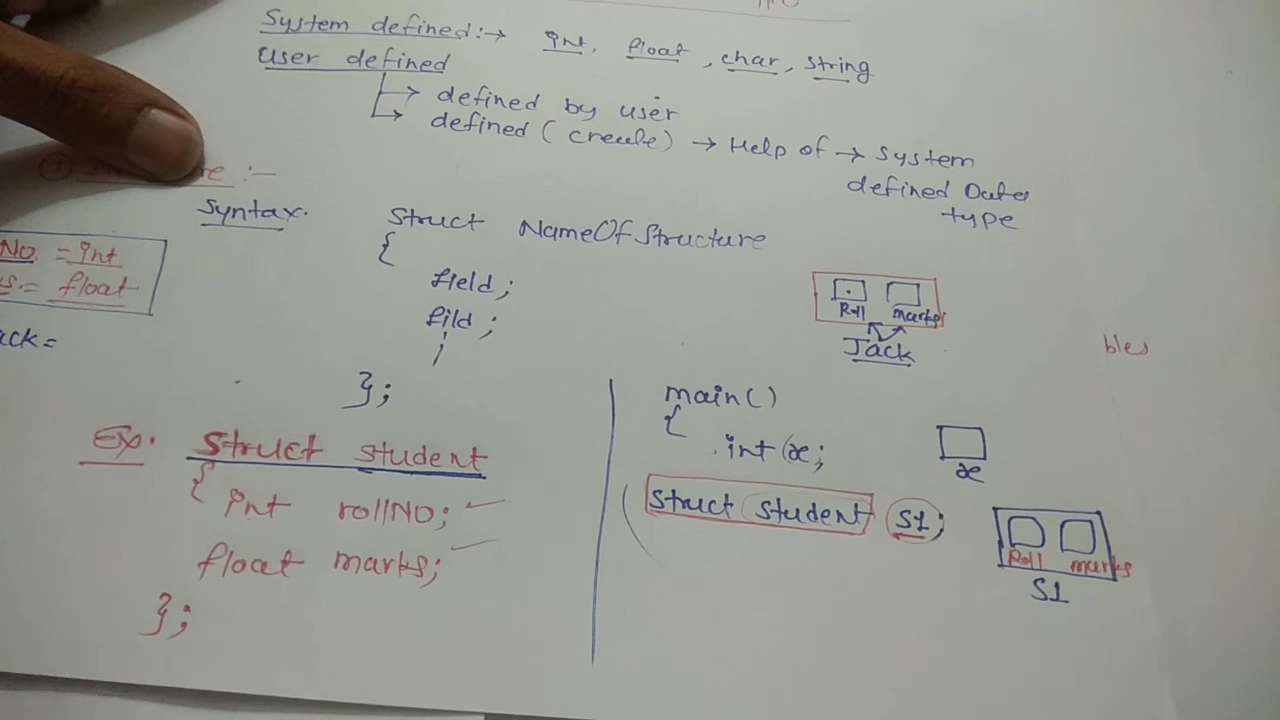 System defined :→ int, float, char, string
User defined
→ defined by user
→ defined (create) → Help of → System
defined Data
type
:-
Syntax.
Struct NameOfStructure
{
field;
fild;
;
};
No. = int
= float
ack =
Roll marks
Jack
bles
Ex. Struct student
{
int rollNO;
float marks;
};
main()
{
int x;
x
Struct student S1;
Roll marks
S1